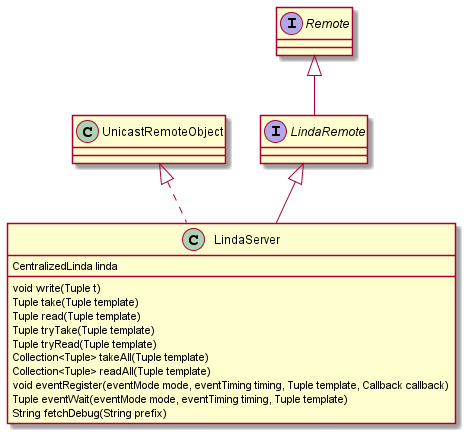 I Remote
C UnicastRemoteObject
I LindaRemote
C LindaServer
CentralizedLinda linda
void write(Tuple t)
Tuple take(Tuple template)
Tuple read(Tuple template)
Tuple tryTake(Tuple template)
Tuple tryRead(Tuple template)
Collection<Tuple> takeAll(Tuple template)
Collection<Tuple> readAll(Tuple template)
void eventRegister(eventMode mode, eventTiming timing, Tuple template, Callback callback)
Tuple eventWait(eventMode mode, eventTiming timing, Tuple template)
String fetchDebug(String prefix)